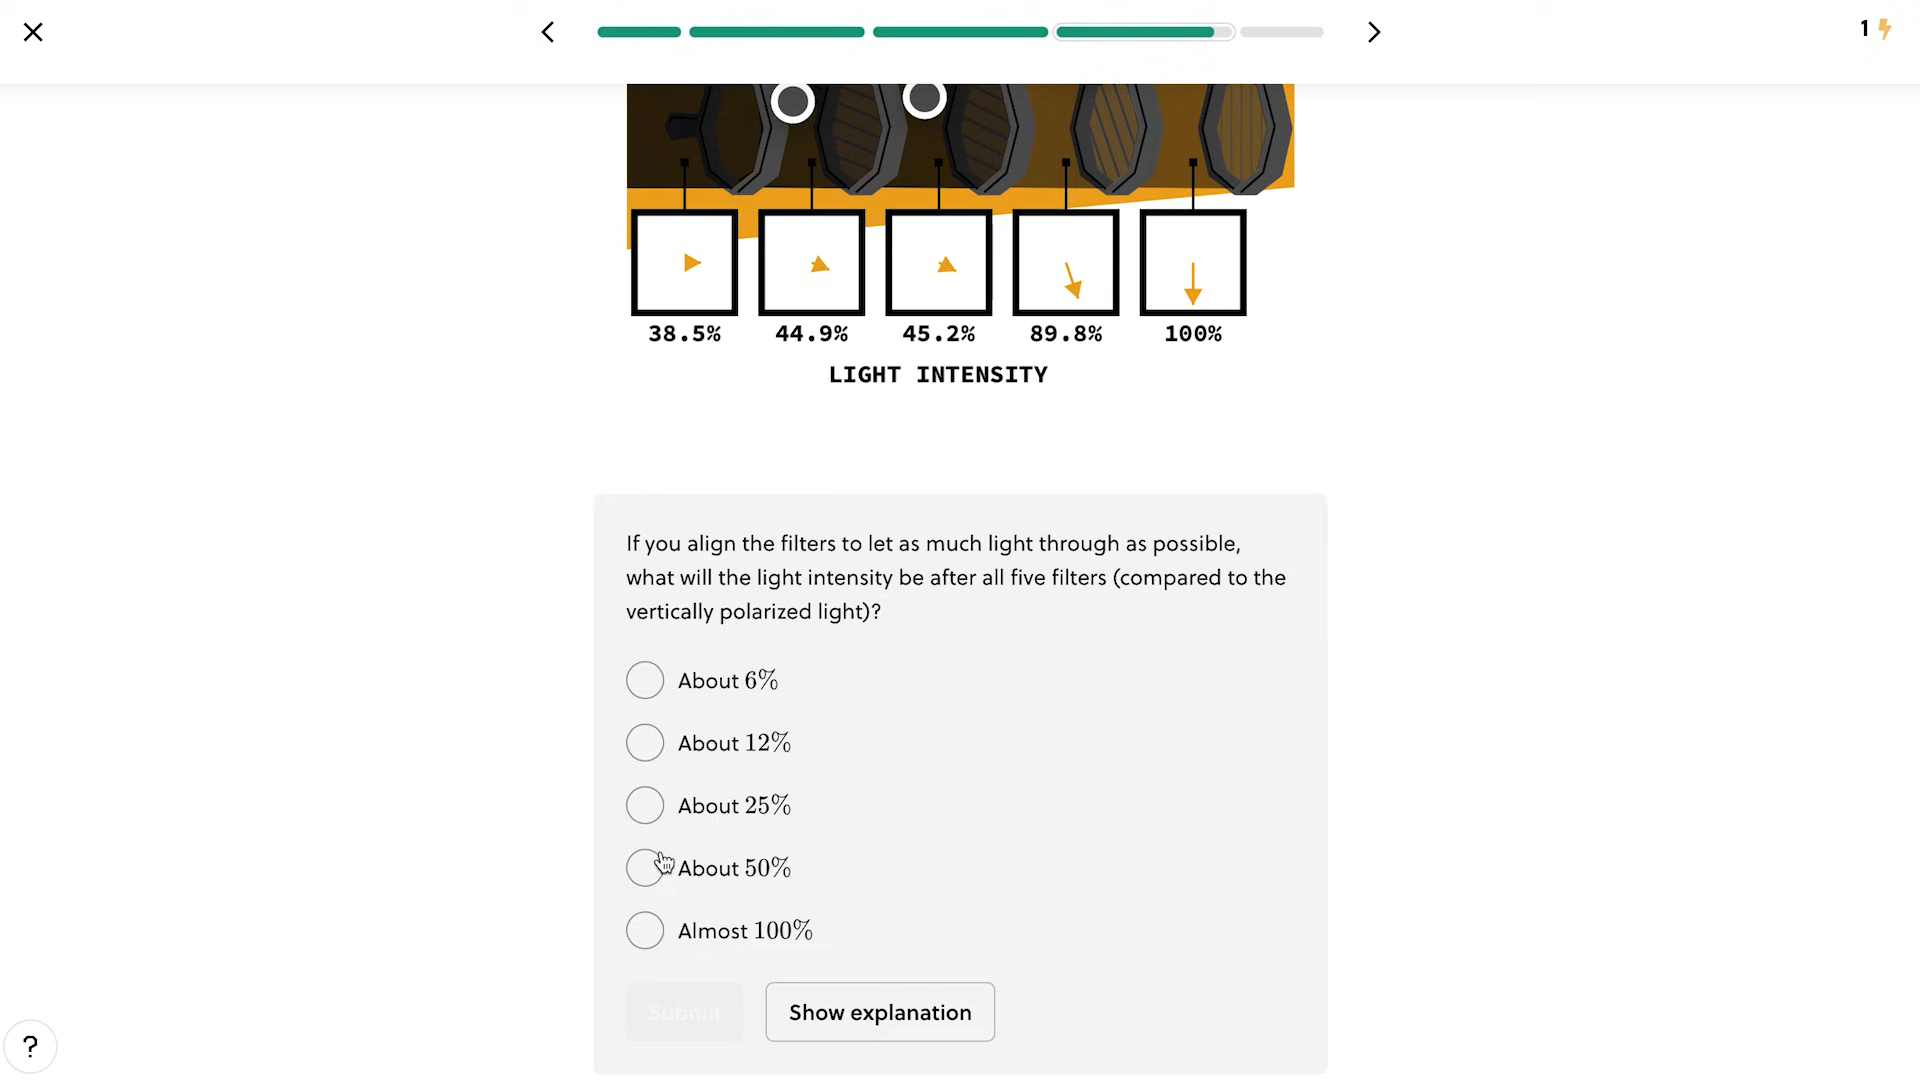 1
38.5% 44.9% 45.2% 89.8% 100%
LIGHT INTENSITY
If you align the filters to let as much light through as possible,
what will the light intensity be after all five filters (compared to the
vertically polarized light)?
About 6%
About 12%
About 25%
About 50%
Almost 100%
Submit Show explanation
?